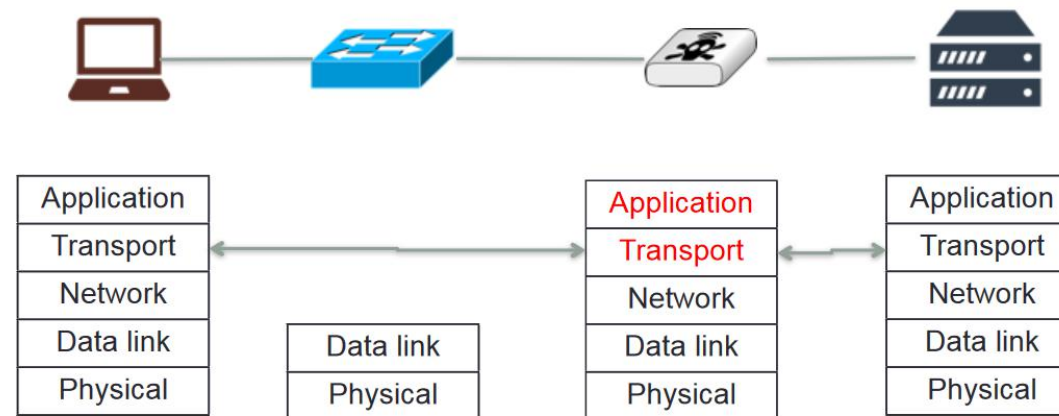 Application
Transport
Network
Data link
Physical
Data link
Physical
Application
Transport
Network
Data link
Physical
Application
Transport
Network
Data link
Physical